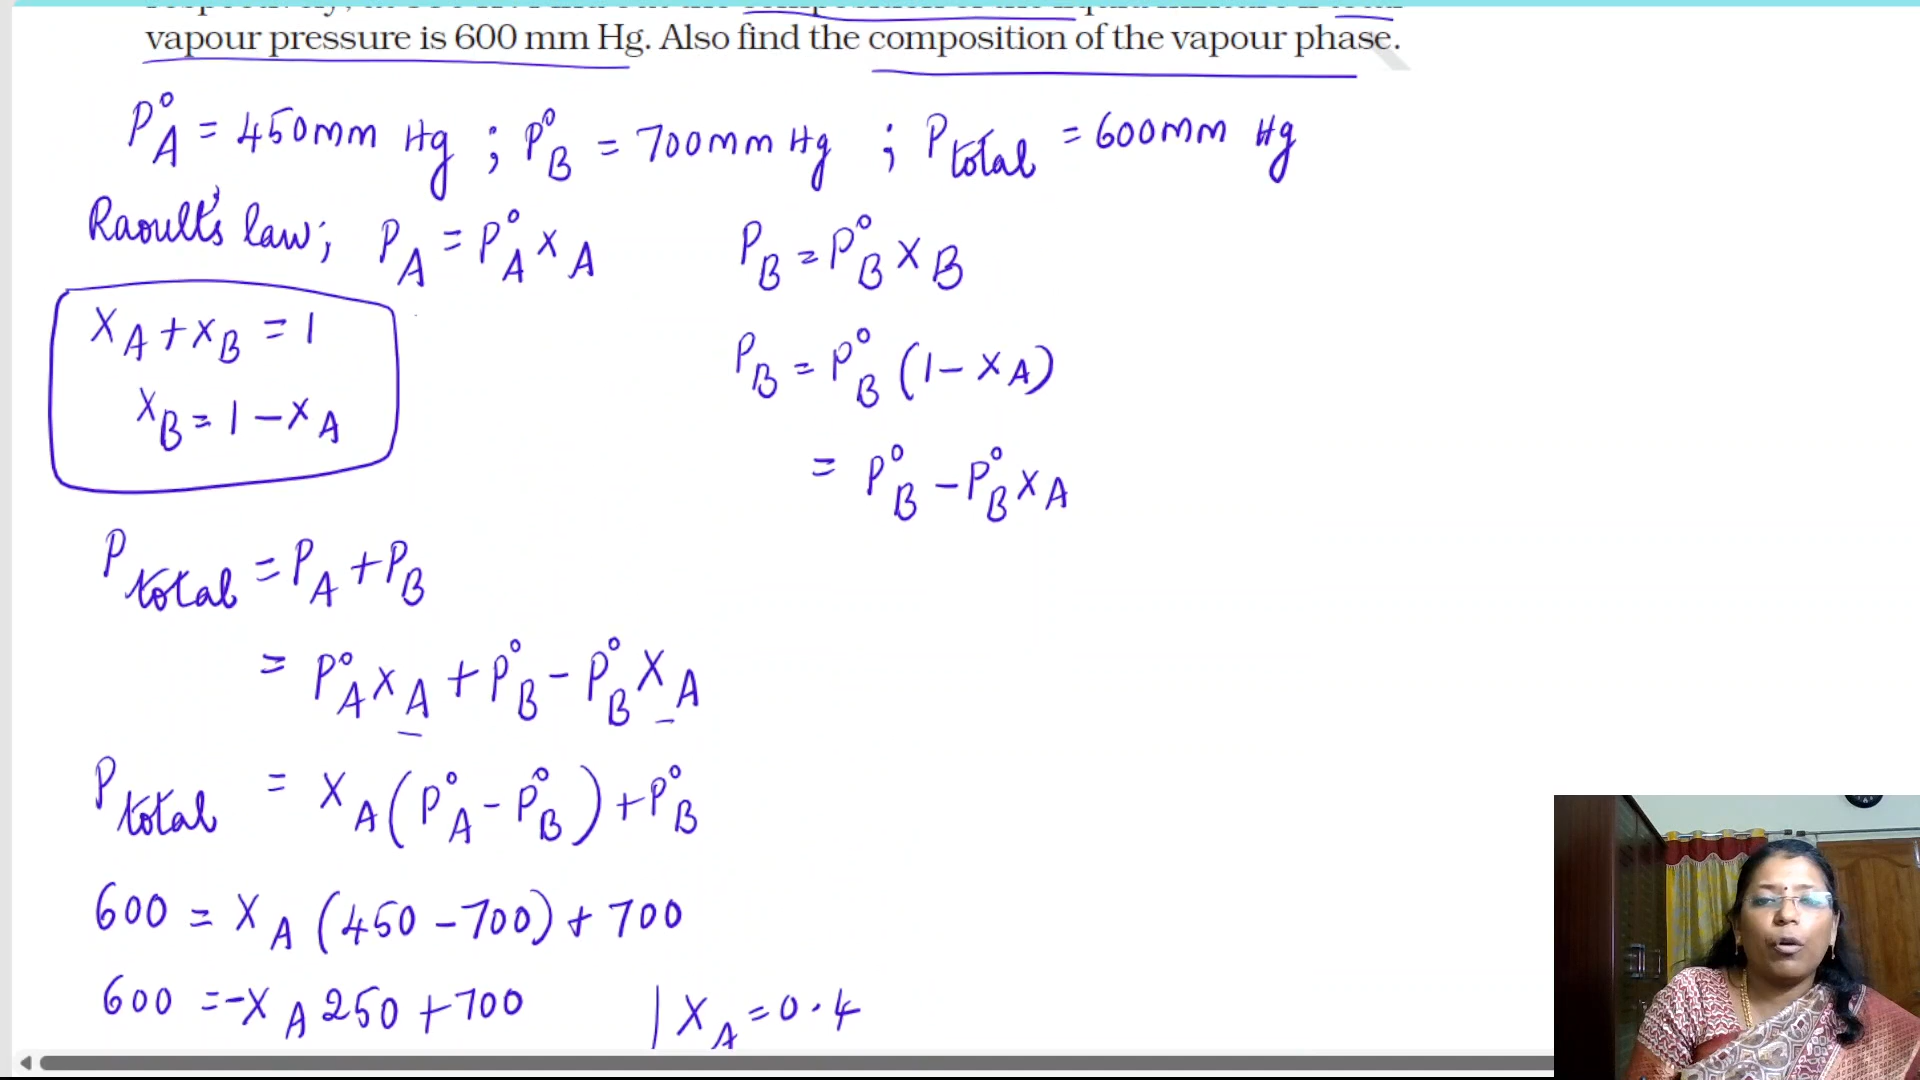 vapour pressure is 600 mm Hg. Also find the composition of the vapour phase.
P°A = 450mm Hg ; P°B = 700mm Hg ; Ptotal = 600mm Hg
Raoult's law; PA = P°A xA PB = P°B xB
xA + xB = 1 PB = P°B (1 - xA)
xB = 1 - xA = P°B - P°B xA
Ptotal = PA + PB
= P°A xA + P°B - P°B xA
Ptotal = xA (P°A - P°B) + P°B
600 = xA (450 - 700) + 700
600 = -xA 250 + 700 | xA = 0.4